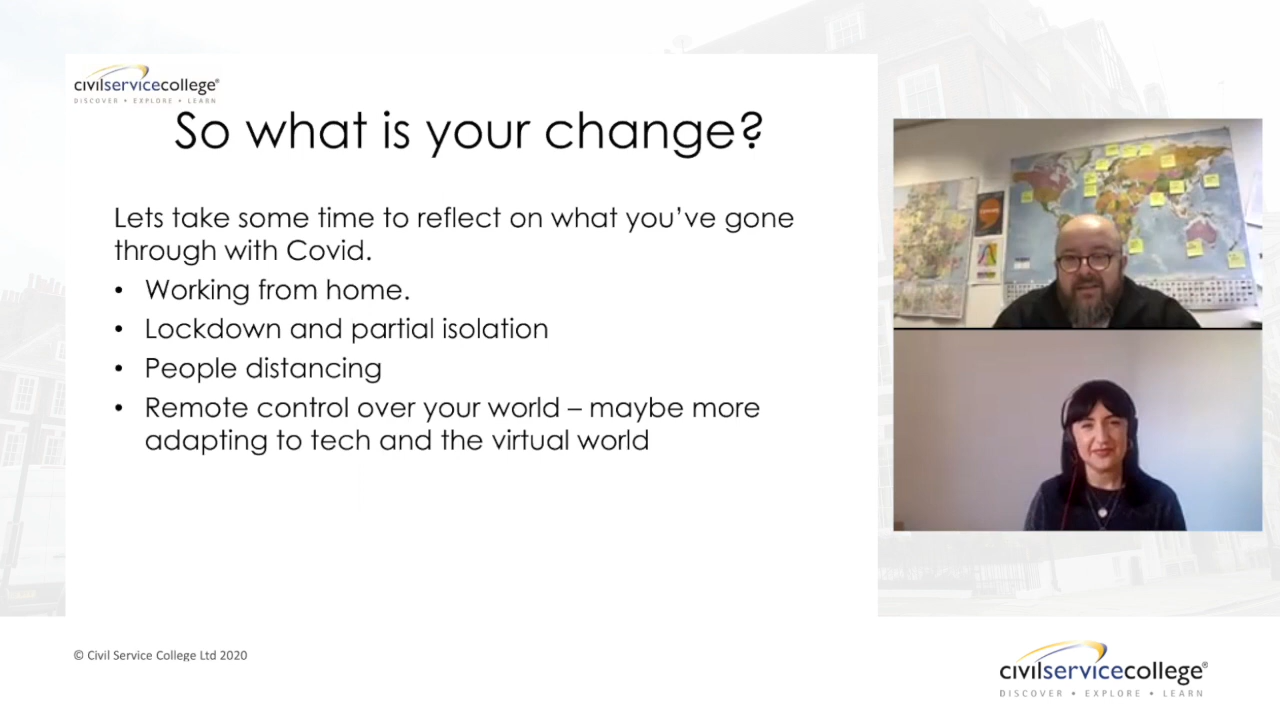 civilservicecollege®
DISCOVER • EXPLORE • LEARN
So what is your change?
Lets take some time to reflect on what you’ve gone
through with Covid.
• Working from home.
• Lockdown and partial isolation
• People distancing
• Remote control over your world – maybe more
adapting to tech and the virtual world
© Civil Service College Ltd 2020
civilservicecollege®
DISCOVER • EXPLORE • LEARN